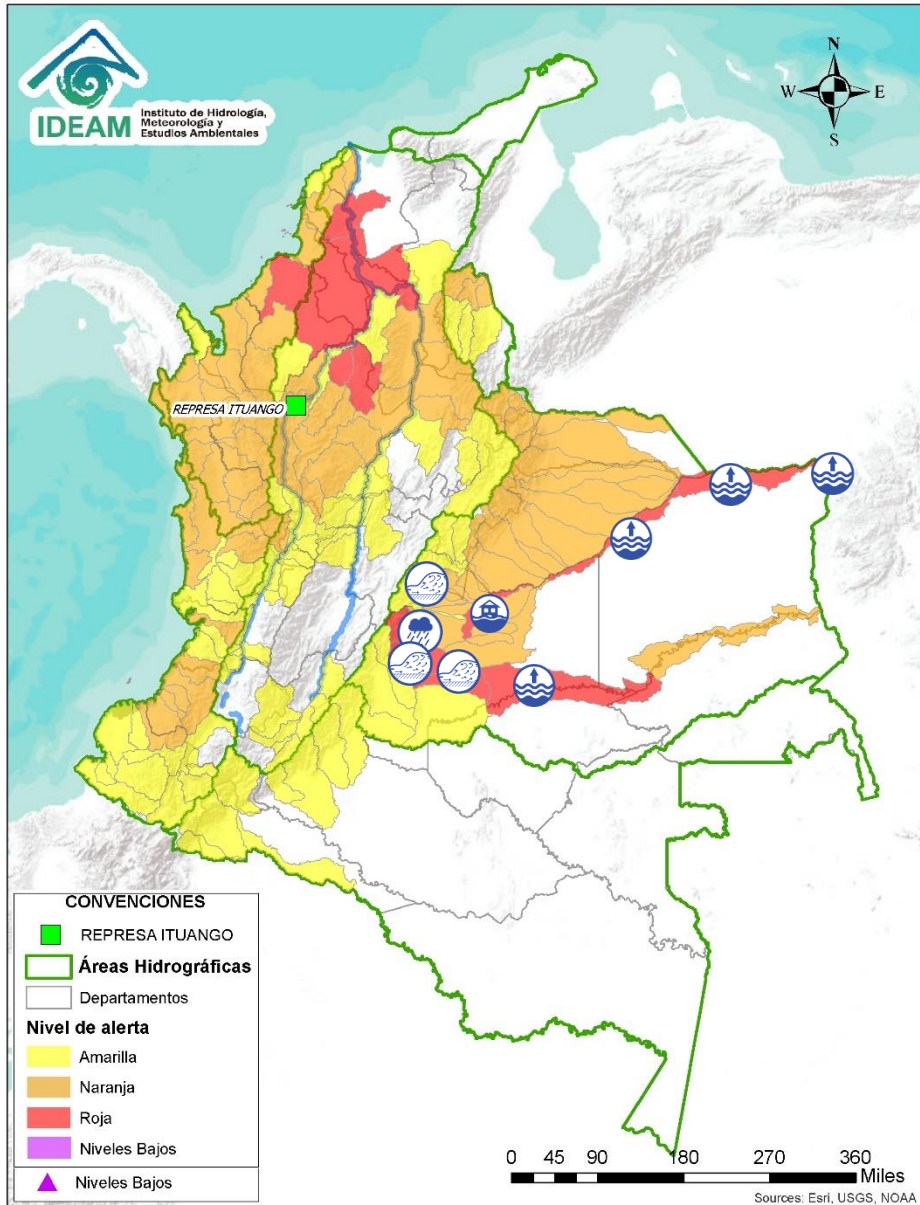 IDEAM
Instituto de Hidrología,
Meteorología y
Estudios Ambientales
N
W
E
S
REPRESA ITUANGO
CONVENCIONES
REPRESA ITUANGO
Áreas Hidrográficas
Departamentos
Nivel de alerta
Amarilla
Naranja
Roja
Niveles Bajos
Niveles Bajos
0 45 90 180 270 360
Miles
Sources: Esri, USGS, NOAA